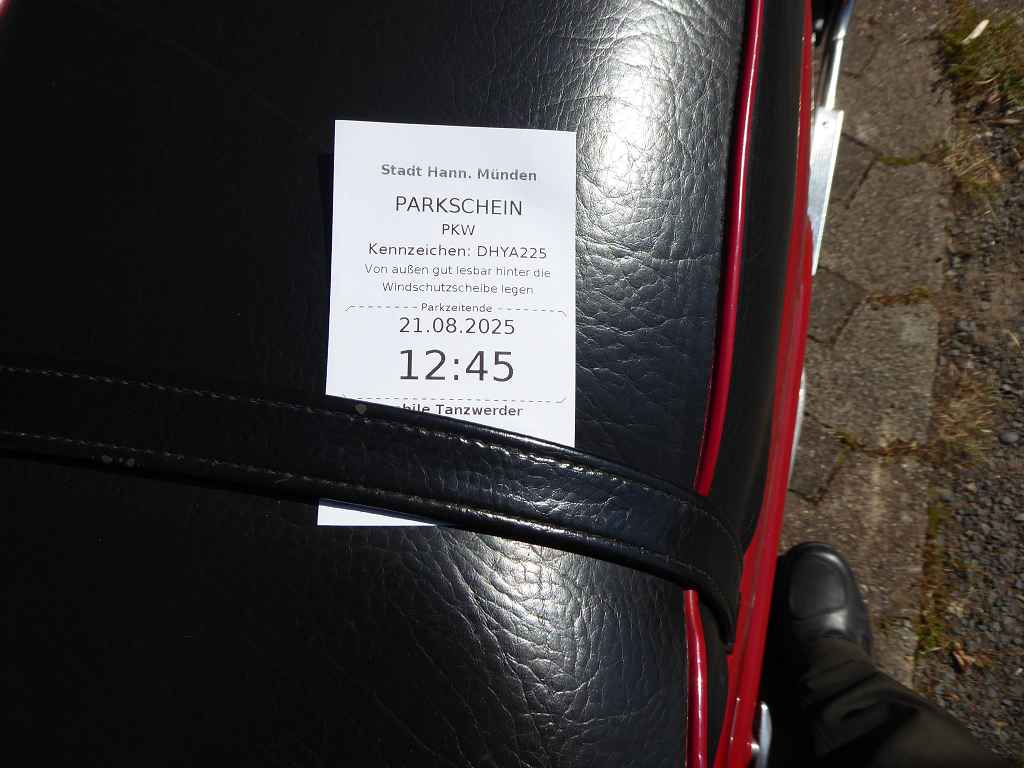 Stadt Hann. Münden
PARKSCHEIN
PKW
Kennzeichen: DHYA225
Von außen gut lesbar hinter die
Windschutzscheibe legen
Parkzeitende
21.08.2025
12:45
Tanzwerder